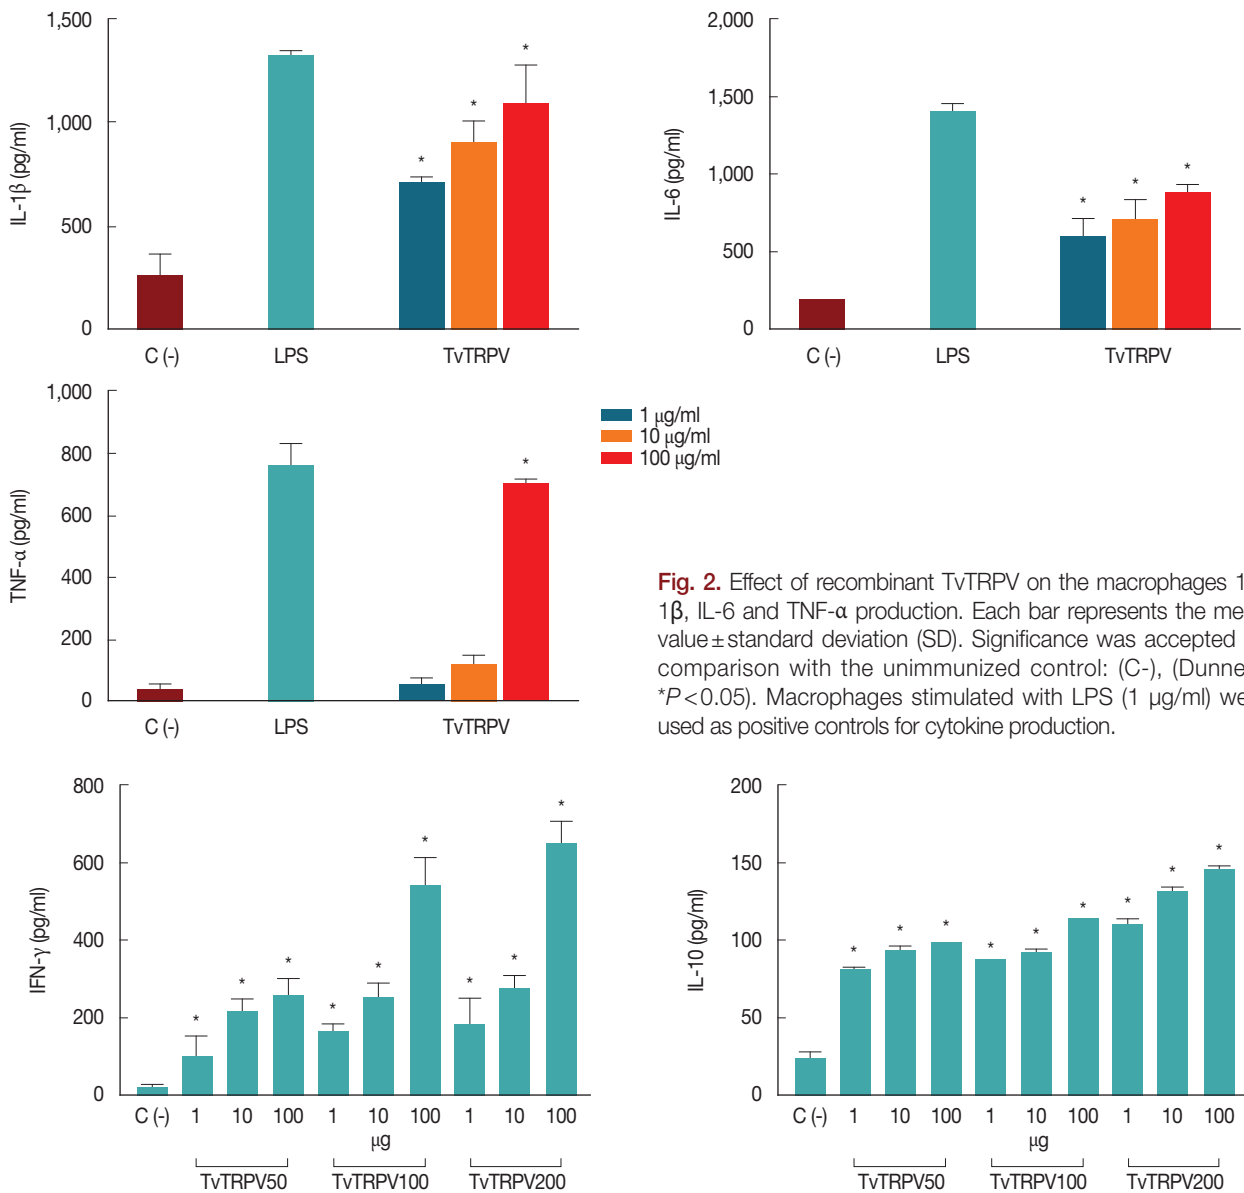 1,500
1,000
500
0
IL-1β (pg/ml)
*
*
*
C (-)
LPS
TvTRPV
2,000
1,500
1,000
500
0
IL-6 (pg/ml)
*
*
*
C (-)
LPS
TvTRPV
1,000
800
600
400
200
0
TNF-α (pg/ml)
*
C (-)
LPS
TvTRPV
1 µg/ml
10 µg/ml
100 µg/ml
Fig. 2. Effect of recombinant TvTRPV on the macrophages 1
1β, IL-6 and TNF-α production. Each bar represents the me
value±standard deviation (SD). Significance was accepted
comparison with the unimmunized control: (C-), (Dunne
*P<0.05). Macrophages stimulated with LPS (1 µg/ml) we
used as positive controls for cytokine production.
800
600
400
200
0
IFN-γ (pg/ml)
*
*
*
*
*
*
*
*
*
C (-)
1
10
100
1
10
100
1
10
100
µg
TvTRPV50
TvTRPV100
TvTRPV200
200
150
100
50
0
IL-10 (pg/ml)
*
*
*
*
*
*
*
*
*
C (-)
1
10
100
1
10
100
1
10
100
µg
TvTRPV50
TvTRPV100
TvTRPV200